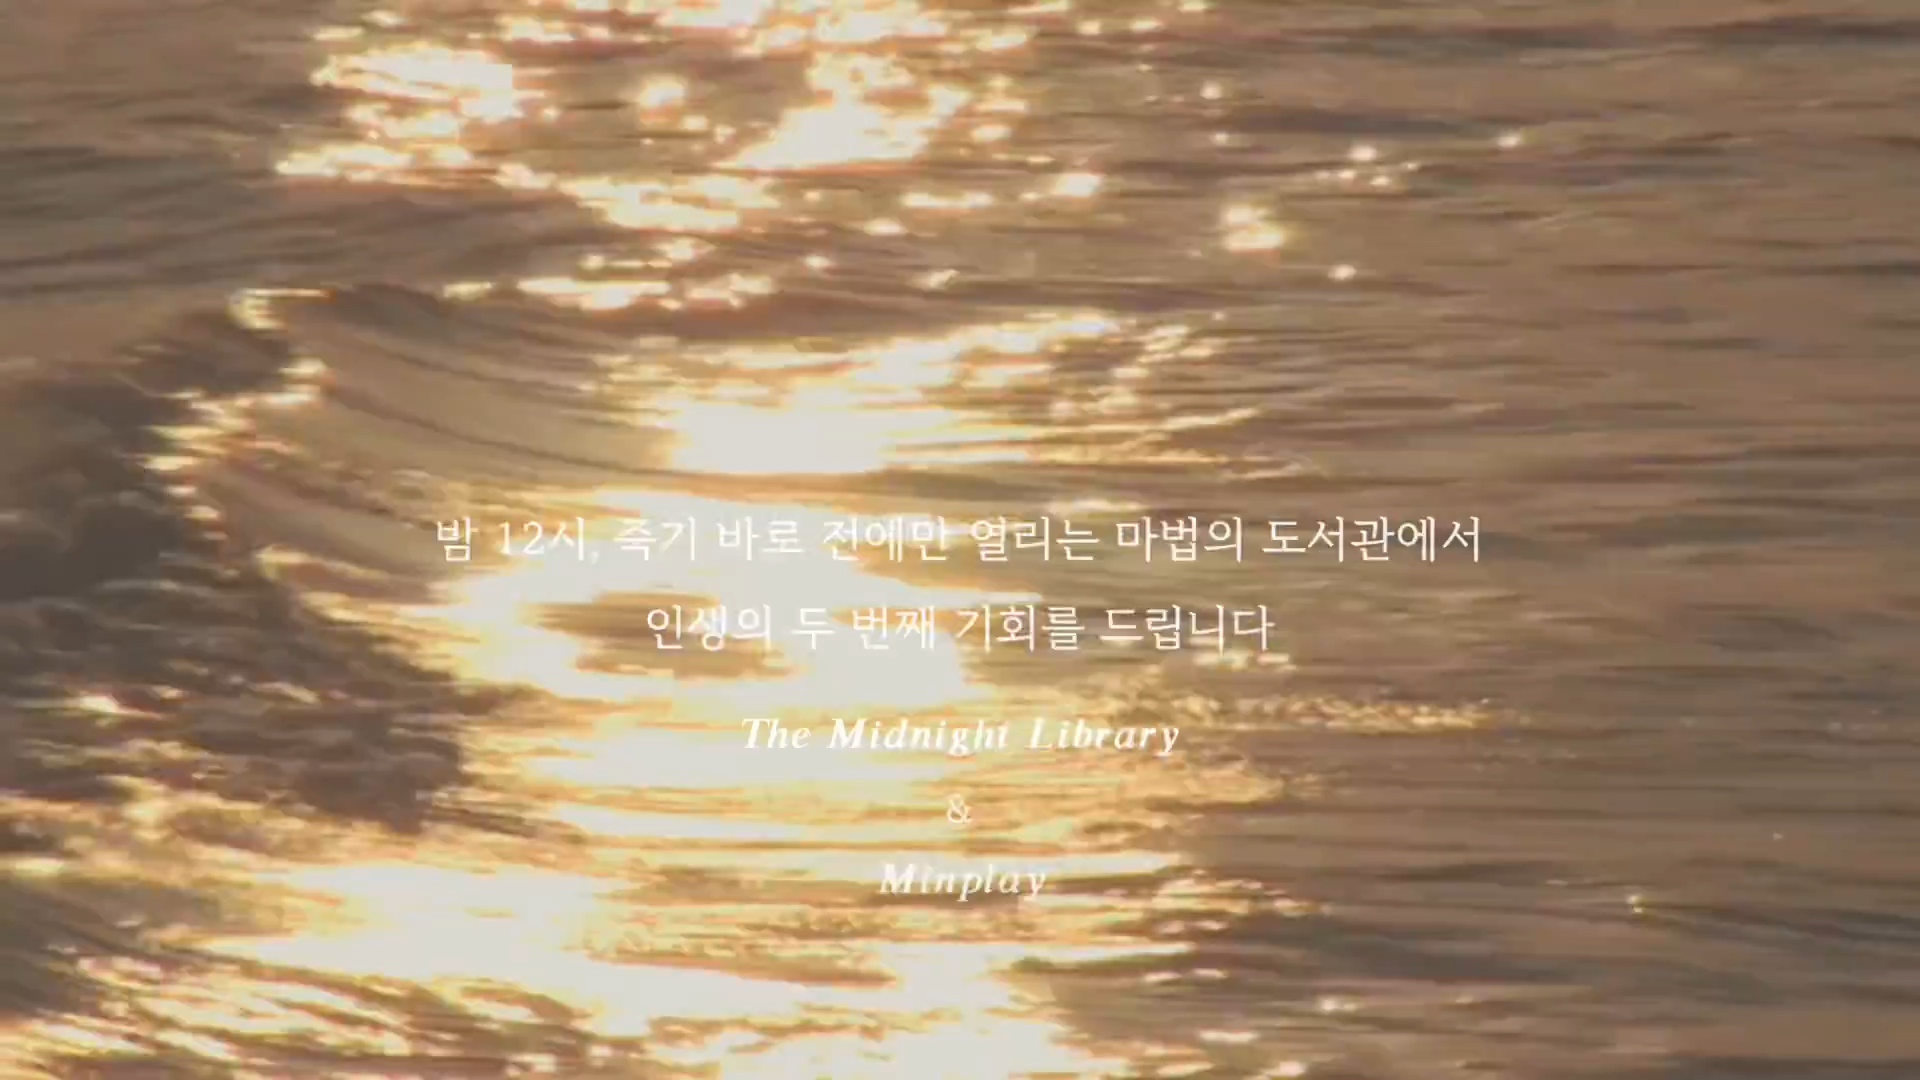 밤 12시, 죽기 바로 전에만 열리는 마법의 도서관에서
인생의 두 번째 기회를 드립니다
The Midnight Library
&
Minplay